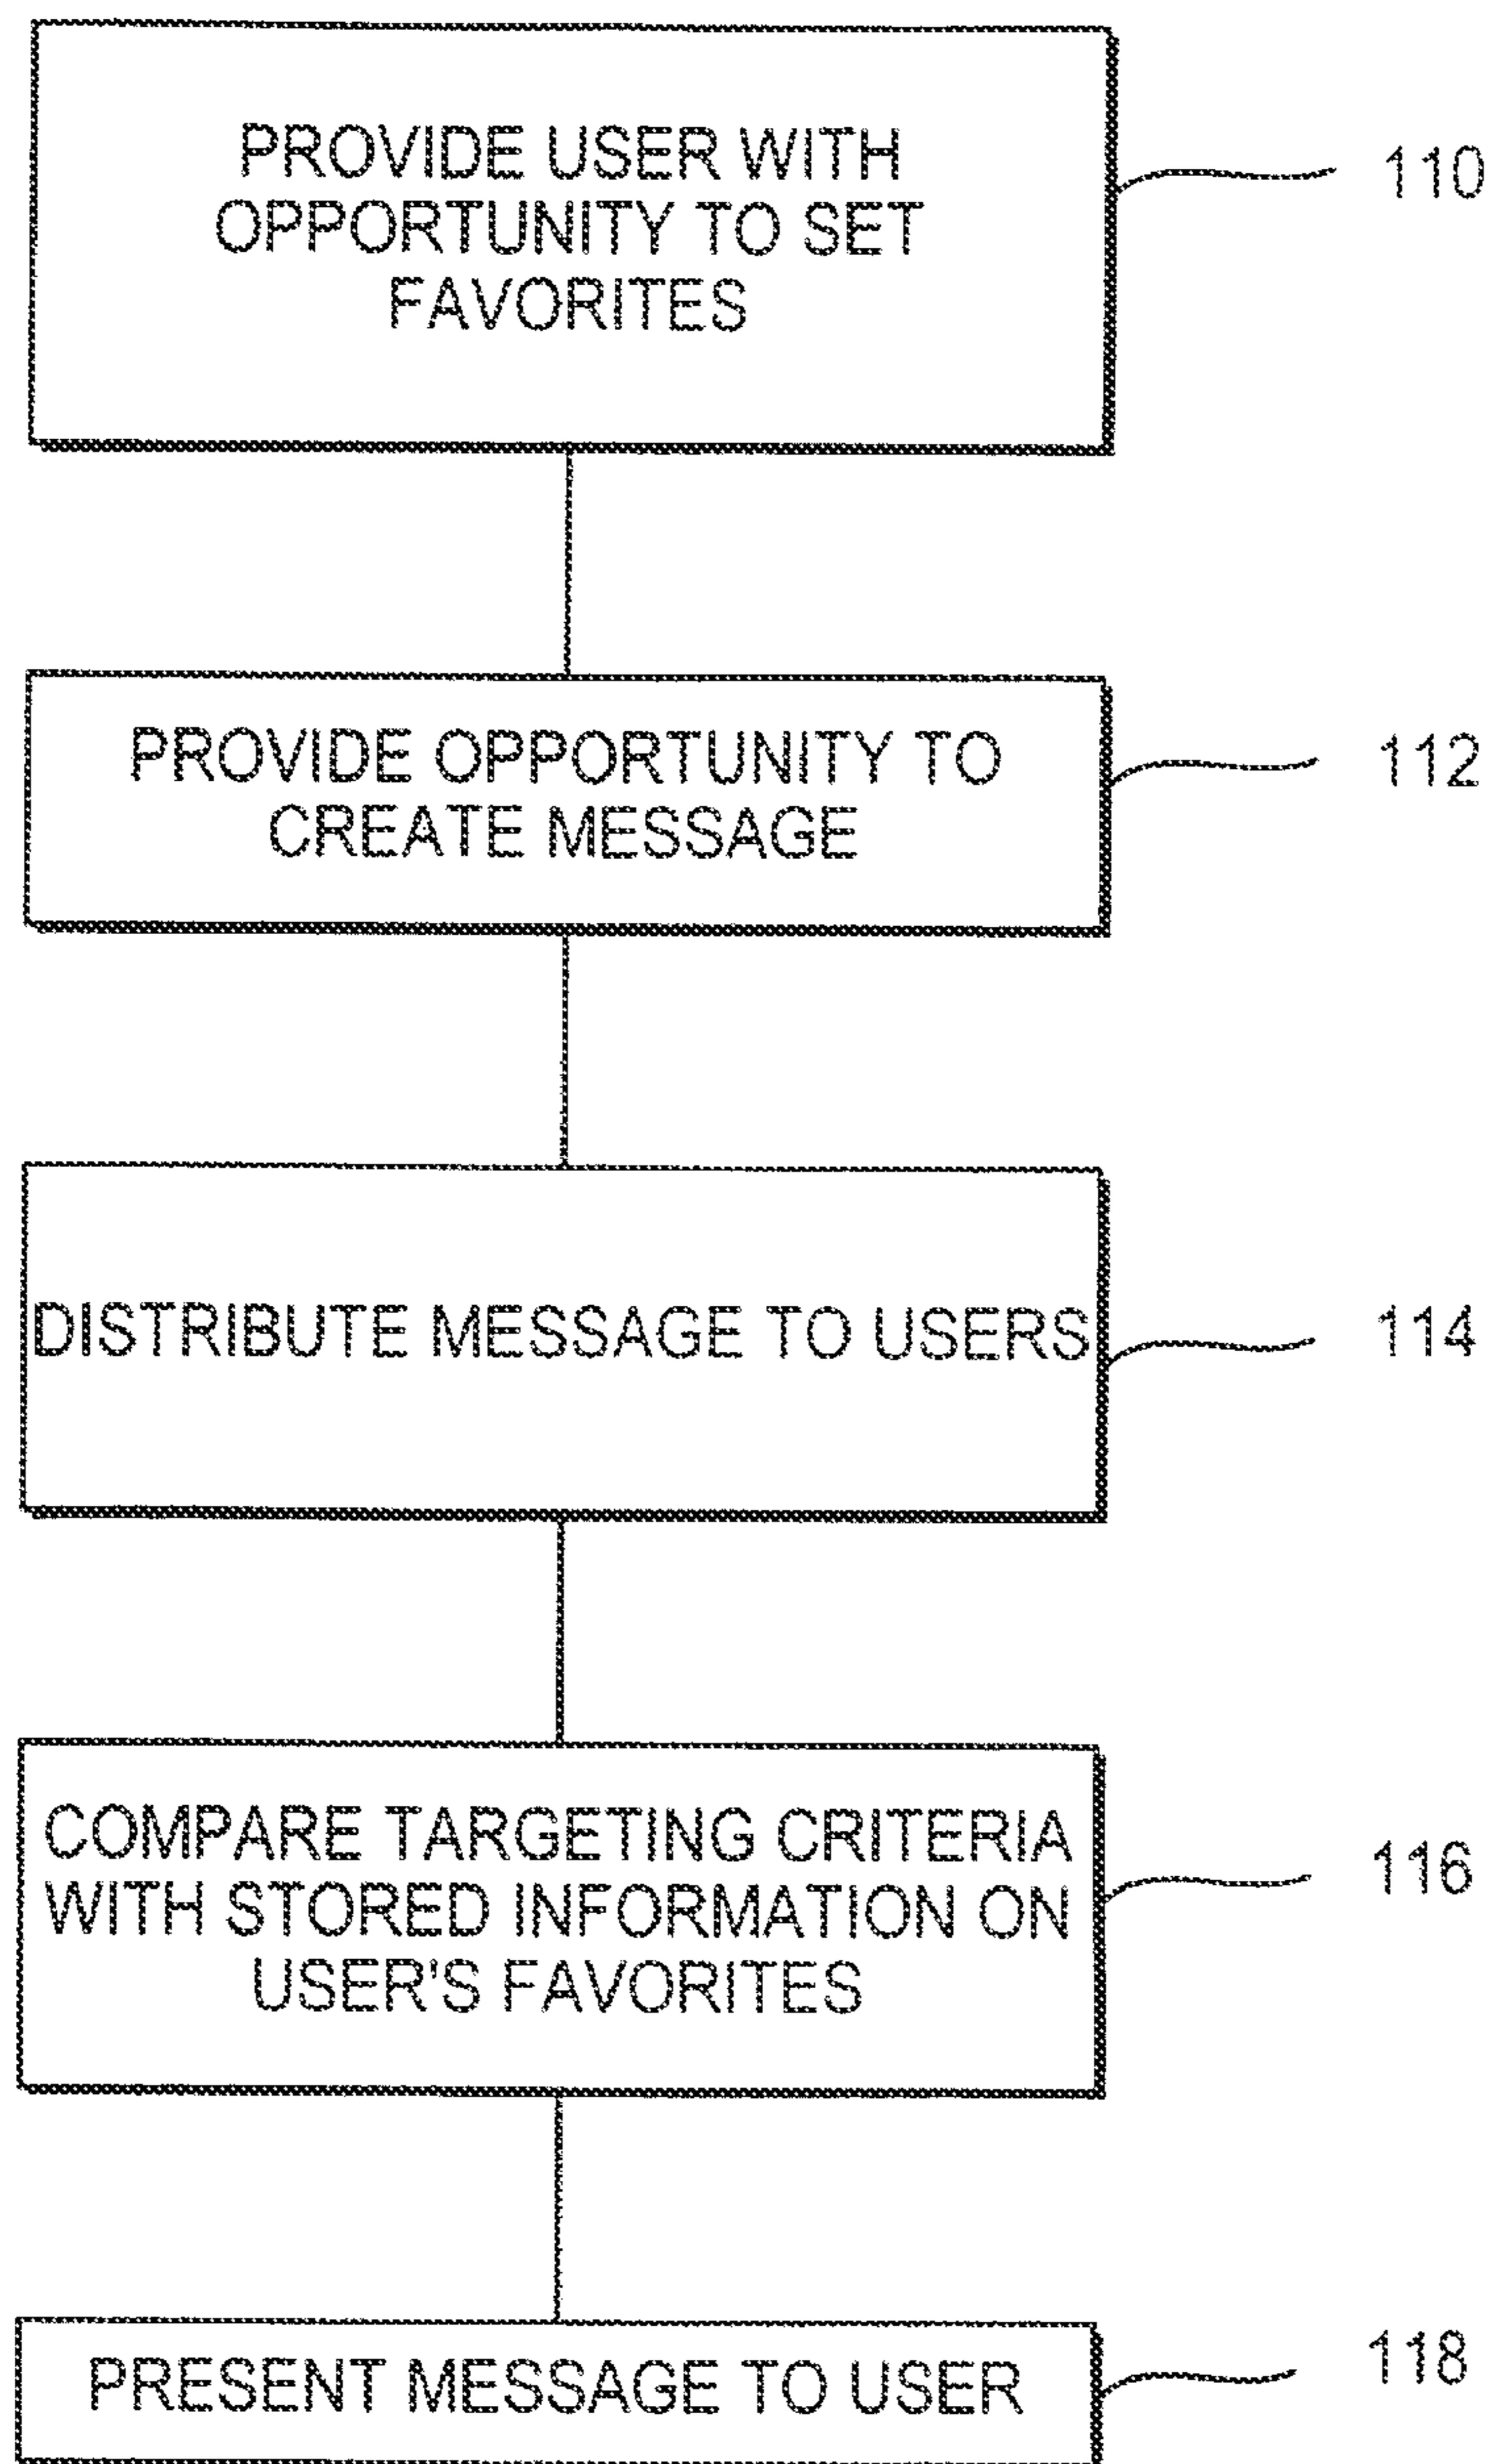 PROVIDE USER WITH
OPPORTUNITY TO SET
FAVORITES
110
PROVIDE OPPORTUNITY TO
CREATE MESSAGE
112
DISTRIBUTE MESSAGE TO USERS
114
COMPARE TARGETING CRITERIA
WITH STORED INFORMATION ON
USER'S FAVORITES
116
PRESENT MESSAGE TO USER
118